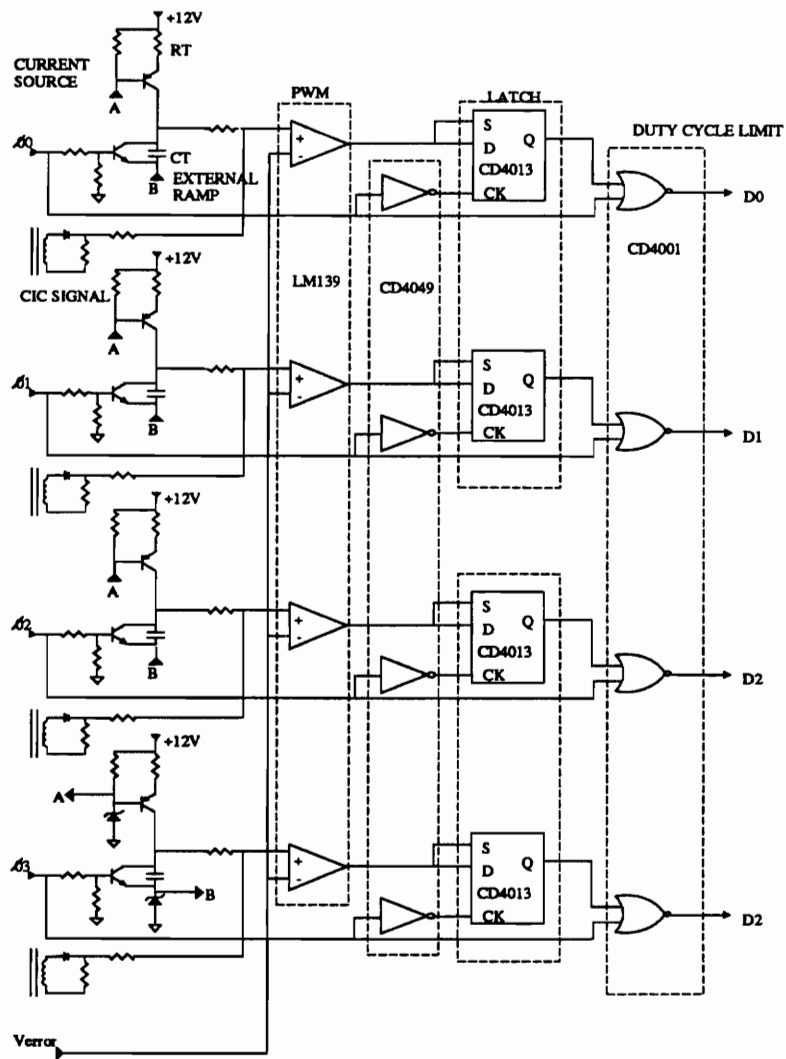 +12V
RT
CURRENT
SOURCE
A
PWM
LATCH
DUTY CYCLE LIMIT
Ø0
CT
B
EXTERNAL
RAMP
+
-
S
D
Q
CD4013
CK
D0
+12V
CIC SIGNAL
LM139
CD4049
CD4001
A
Ø1
B
+
-
S
D
Q
CD4013
CK
D1
+12V
A
Ø2
B
+
-
S
D
Q
CD4013
CK
D2
+12V
A
Ø3
B
+
-
S
D
Q
CD4013
CK
D2
Verror